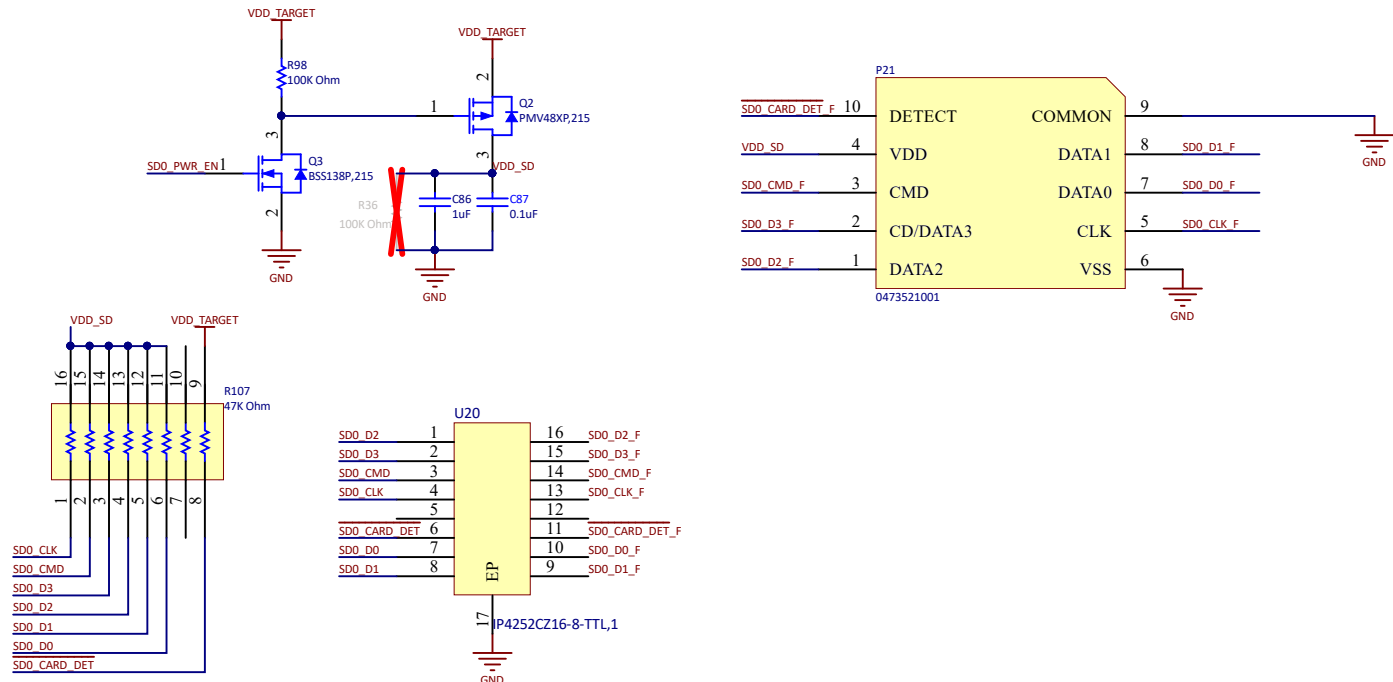 VDD_TARGET
R98
100K Ohm
VDD_TARGET
2
1
Q2
PMV48XP,215
3
VDD_SD
3
SD0_PWR_EN
1
Q3
BSS138P,215
2
GND
R36
100K Ohm
C86
1uF
C87
0.1uF
GND
P21
SD0_CARD_DET_F
10
DETECT
COMMON
9
GND
VDD_SD
4
VDD
DATA1
8
SD0_D1_F
SD0_CMD_F
3
CMD
DATA0
7
SD0_D0_F
SD0_D3_F
2
CD/DATA3
CLK
5
SD0_CLK_F
SD0_D2_F
1
DATA2
VSS
6
GND
0473521001
VDD_SD
VDD_TARGET
16
15
14
13
12
11
10
9
R107
47K Ohm
1
2
3
4
5
6
7
8
SD0_CLK
SD0_CMD
SD0_D3
SD0_D2
SD0_D1
SD0_D0
SD0_CARD_DET
U20
SD0_D2
1
16
SD0_D2_F
SD0_D3
2
15
SD0_D3_F
SD0_CMD
3
14
SD0_CMD_F
SD0_CLK
4
13
SD0_CLK_F
5
12
SD0_CARD_DET
6
11
SD0_CARD_DET_F
SD0_D0
7
10
SD0_D0_F
SD0_D1
8
9
SD0_D1_F
EP
17
IP4252CZ16-8-TTL,1
GND